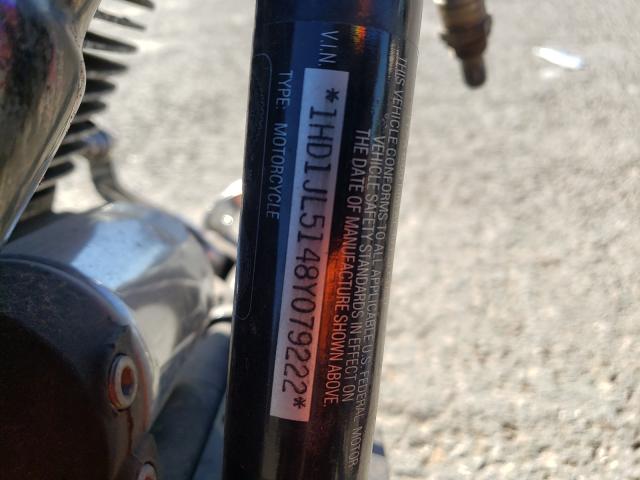 THIS VEHICLE CONFORMS TO ALL APPLICABLE U.S. FEDERAL MOTOR
VEHICLE SAFETY STANDARDS IN EFFECT ON
THE DATE OF MANUFACTURE SHOWN ABOVE.
V.I.N.
*1HD1JL5148Y079222*
TYPE: MOTORCYCLE